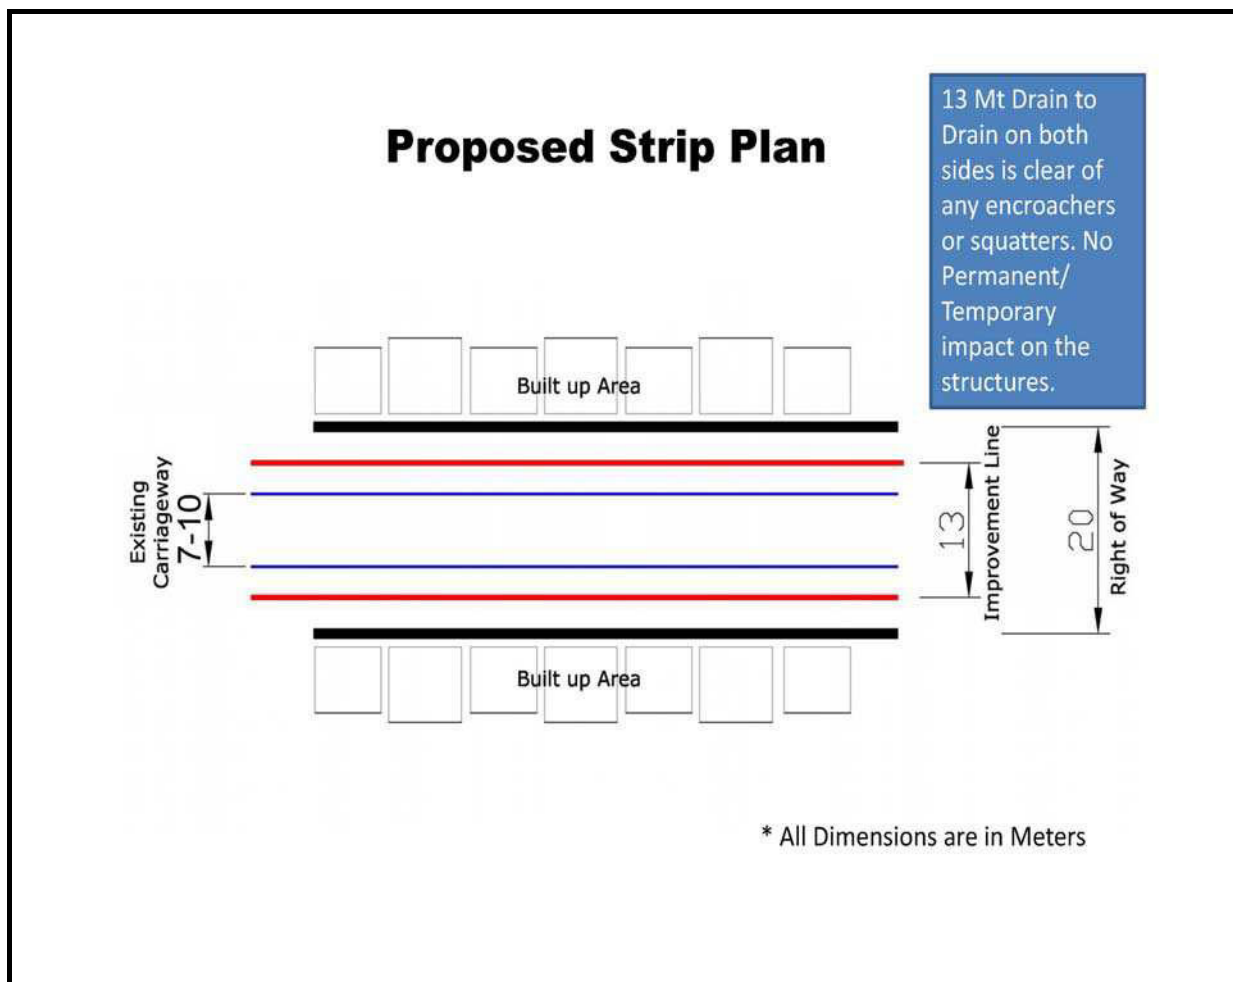 Proposed Strip Plan
13 Mt Drain to
Drain on both
sides is clear of
any encroachers
or squatters. No
Permanent/
Temporary
impact on the
structures.
Built up Area
Existing
Carriageway
7-10
13
Improvement Line
20
Right of Way
Built up Area
* All Dimensions are in Meters